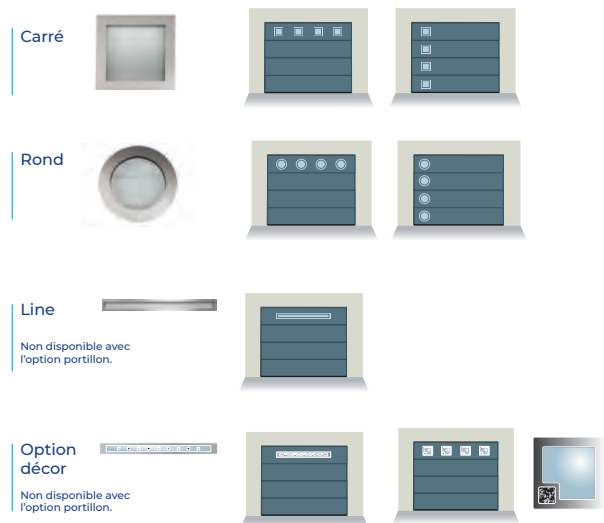 Carré
Rond
Line
Non disponible avec
l'option portillon.
Option
décor
Non disponible avec
l'option portillon.